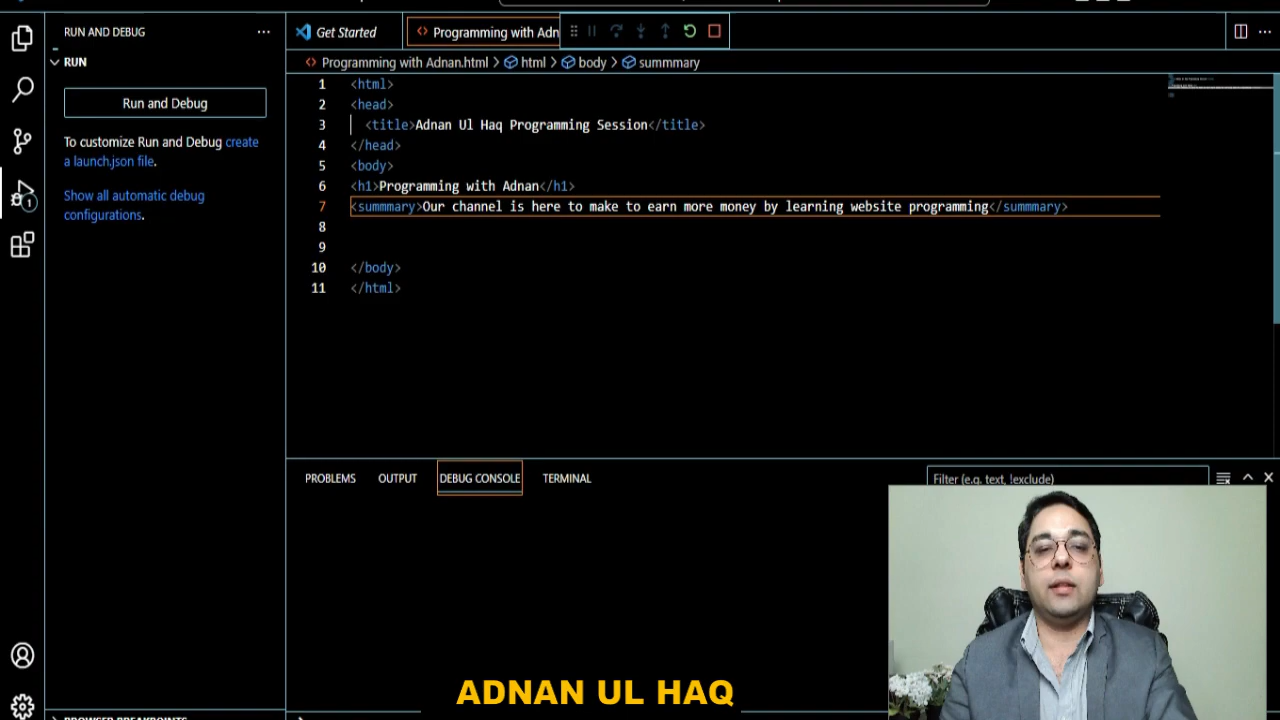 RUN AND DEBUG
Get Started
Programming with Adn
RUN
Programming with Adnan.html > html > body > summmary
Run and Debug
To customize Run and Debug create
a launch.json file.
Show all automatic debug
configurations.
1
1 <html>
2 <head>
3 <title>Adnan Ul Haq Programming Session</title>
4 </head>
5 <body>
6 <h1>Programming with Adnan</h1>
7 <summmary>Our channel is here to make to earn more money by learning website programming</summmary>
8
9
10 </body>
11 </html>
PROBLEMS OUTPUT DEBUG CONSOLE TERMINAL
Filter (e.g. text, !exclude)
ADNAN UL HAQ
BROWSER BREAKPOINTS